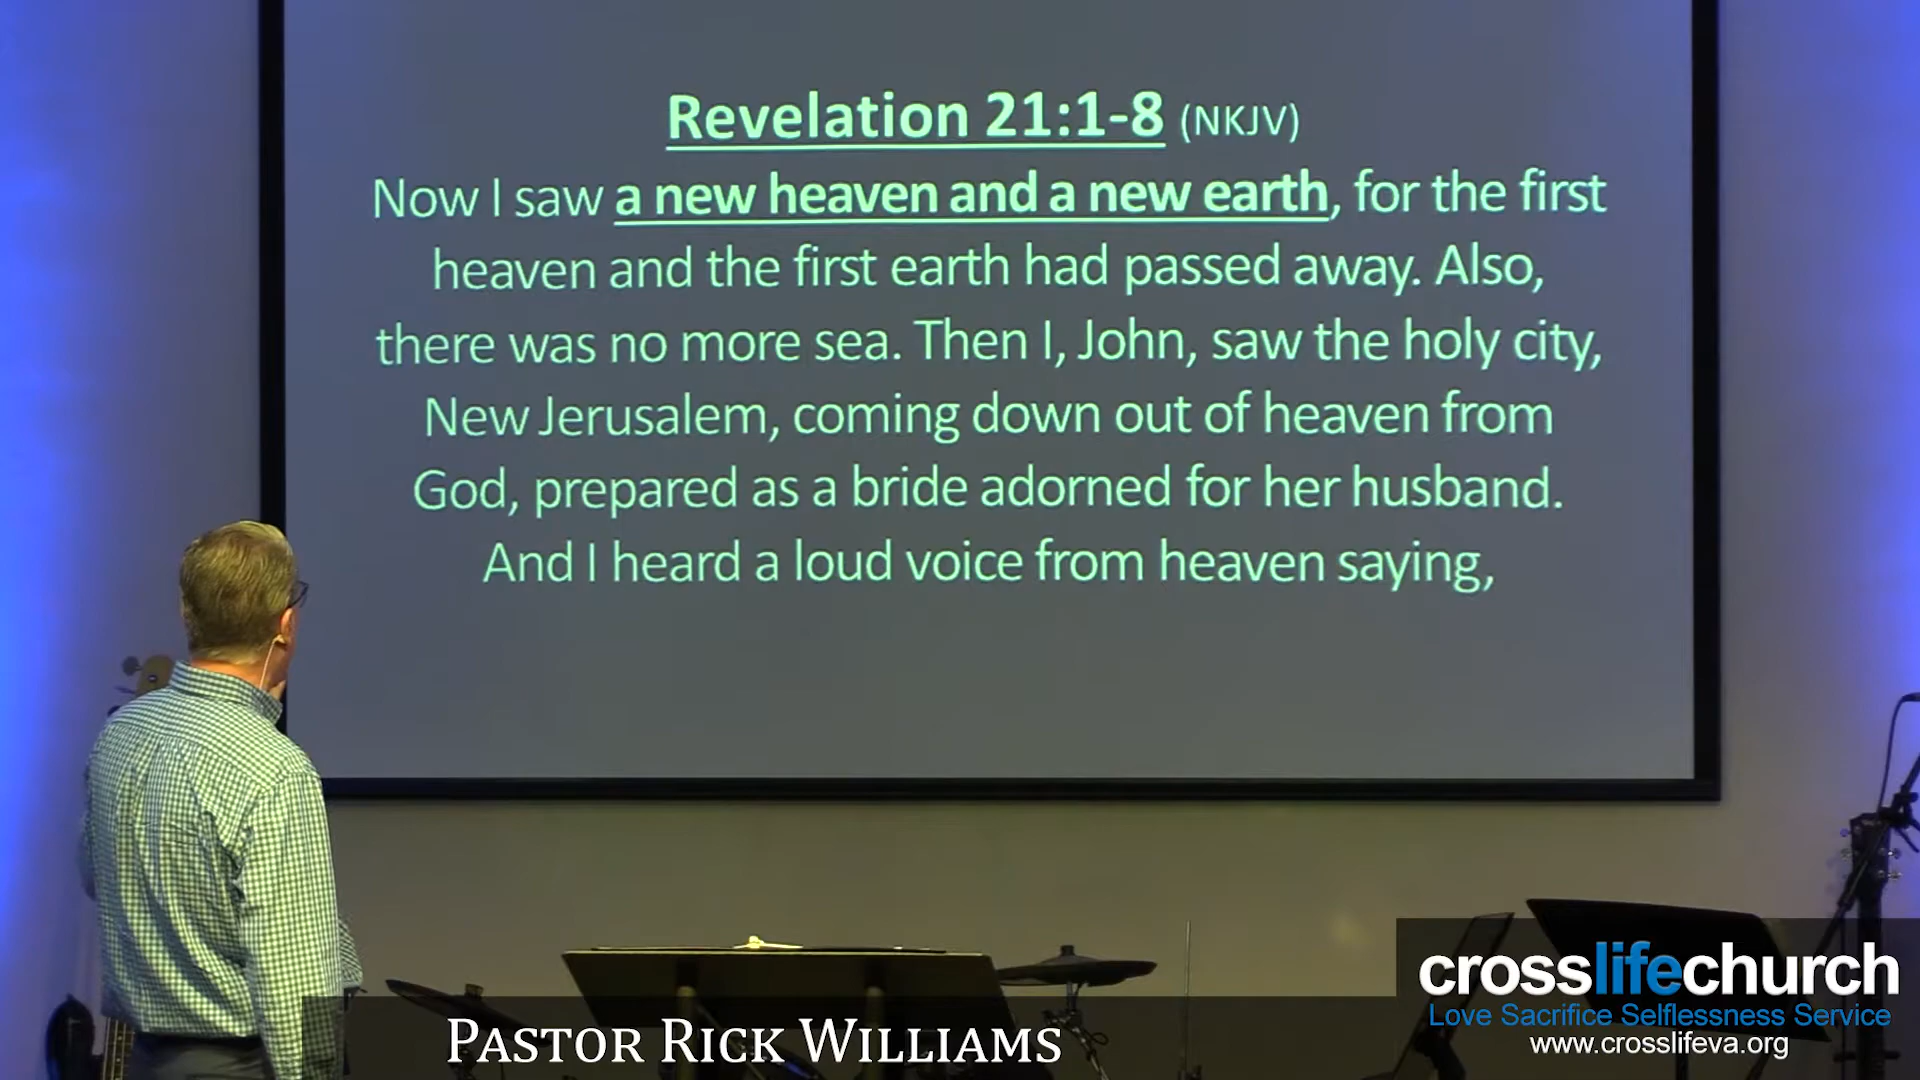 Revelation 21:1-8 (NKJV)
Now I saw a new heaven and a new earth, for the first
heaven and the first earth had passed away. Also,
there was no more sea. Then I, John, saw the holy city,
New Jerusalem, coming down out of heaven from
God, prepared as a bride adorned for her husband.
And I heard a loud voice from heaven saying,
PASTOR RICK WILLIAMS
crosslifechurch
Love Sacrifice Selflessness Service
www.crosslifeva.org